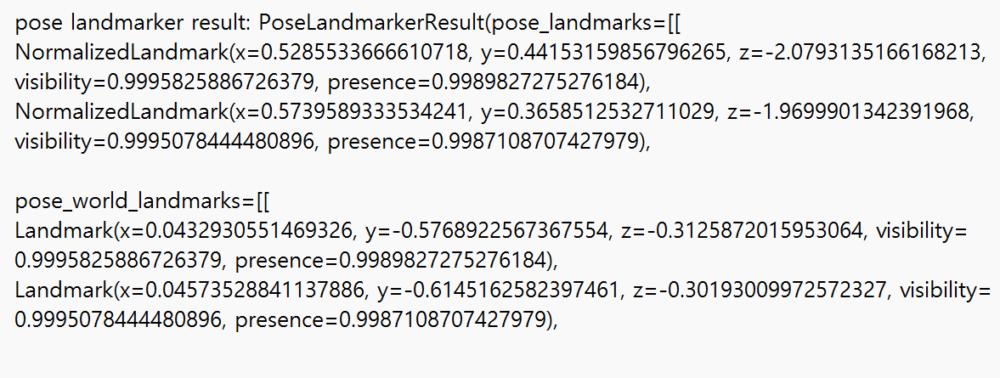 pose landmarker result: PoseLandmarkerResult(pose_landmarks=[[
NormalizedLandmark(x=0.5285533666610718, y=0.44153159856796265, z=-2.0793135166168213,
visibility=0.9995825886726379, presence=0.9989827275276184),
NormalizedLandmark(x=0.5739589333534241, y=0.3658512532711029, z=-1.9699901342391968,
visibility=0.9995078444480896, presence=0.9987108707427979),
pose_world_landmarks=[[
Landmark(x=0.0432930551469326, y=-0.5768922567367554, z=-0.3125872015953064, visibility=
0.9995825886726379, presence=0.9989827275276184),
Landmark(x=0.04573528841137886, y=-0.6145162582397461, z=-0.30193009972572327, visibility=
0.9995078444480896, presence=0.9987108707427979),